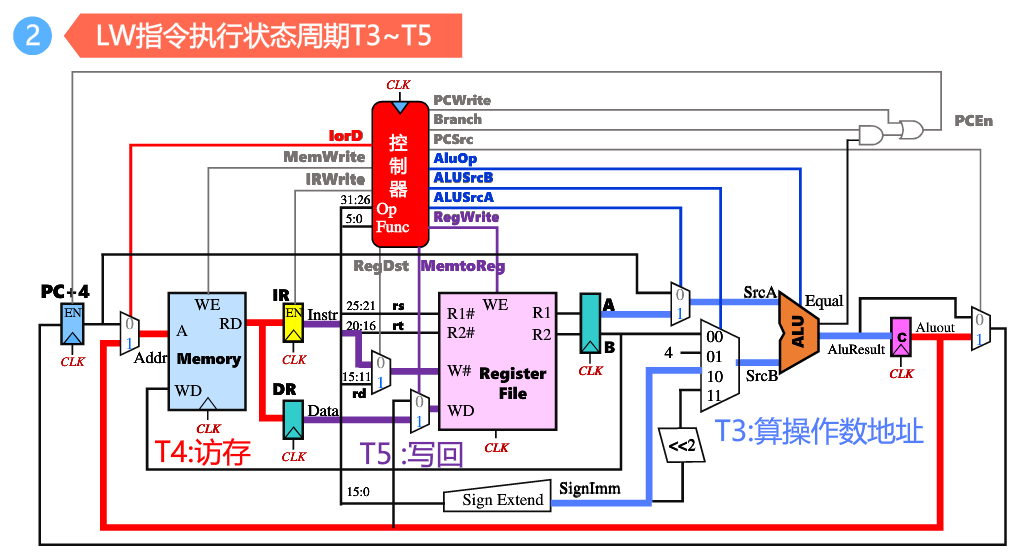 2
LW指令执行状态周期T3~T5
CLK
控
制
器
Op
Func
PCWrite
Branch
PCSrc
PCEn
IorD
MemWrite
IRWrite
31:26
5:0
AluOp
ALUSrcB
ALUSrcA
RegWrite
RegDst
MemtoReg
PC+4
EN
CLK
0
1
Addr
WE
A
RD
Memory
WD
CLK
IR
EN
Instr
CLK
DR
Data
CLK
25:21
rs
20:16
rt
15:11
rd
0
1
0
1
WE
R1#
R1
R2#
R2
W#
Register
File
WD
CLK
A
B
CLK
0
1
SrcA
4
00
01
10
11
SrcB
<<2
ALU
Equal
AluResult
C
CLK
Aluout
0
1
T3:算操作数地址
T4:访存
T5 :写回
15:0
Sign Extend
SignImm